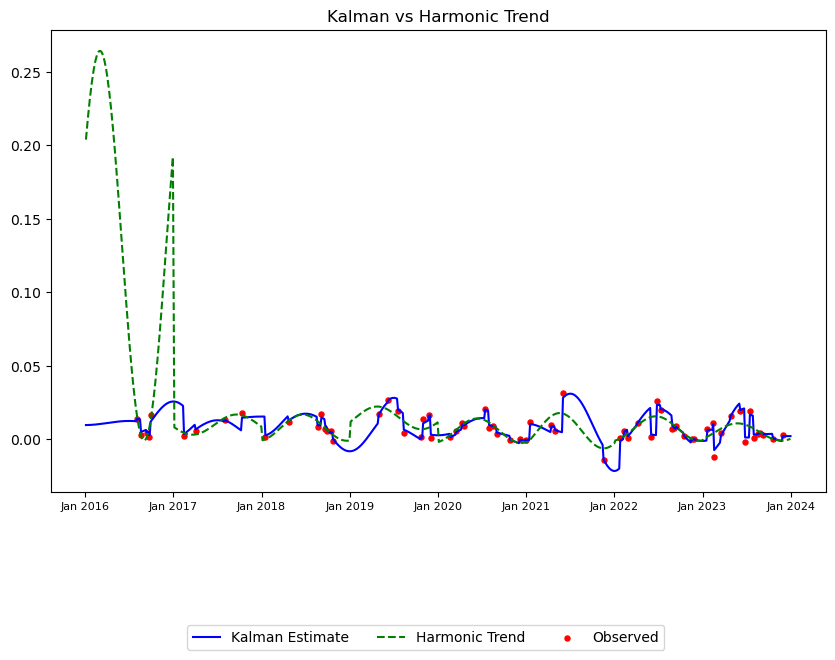 Kalman vs Harmonic Trend
0.25
0.20
0.15
0.10
0.05
0.00
Jan 2016 Jan 2017 Jan 2018 Jan 2019 Jan 2020 Jan 2021 Jan 2022 Jan 2023 Jan 2024
Kalman Estimate Harmonic Trend Observed